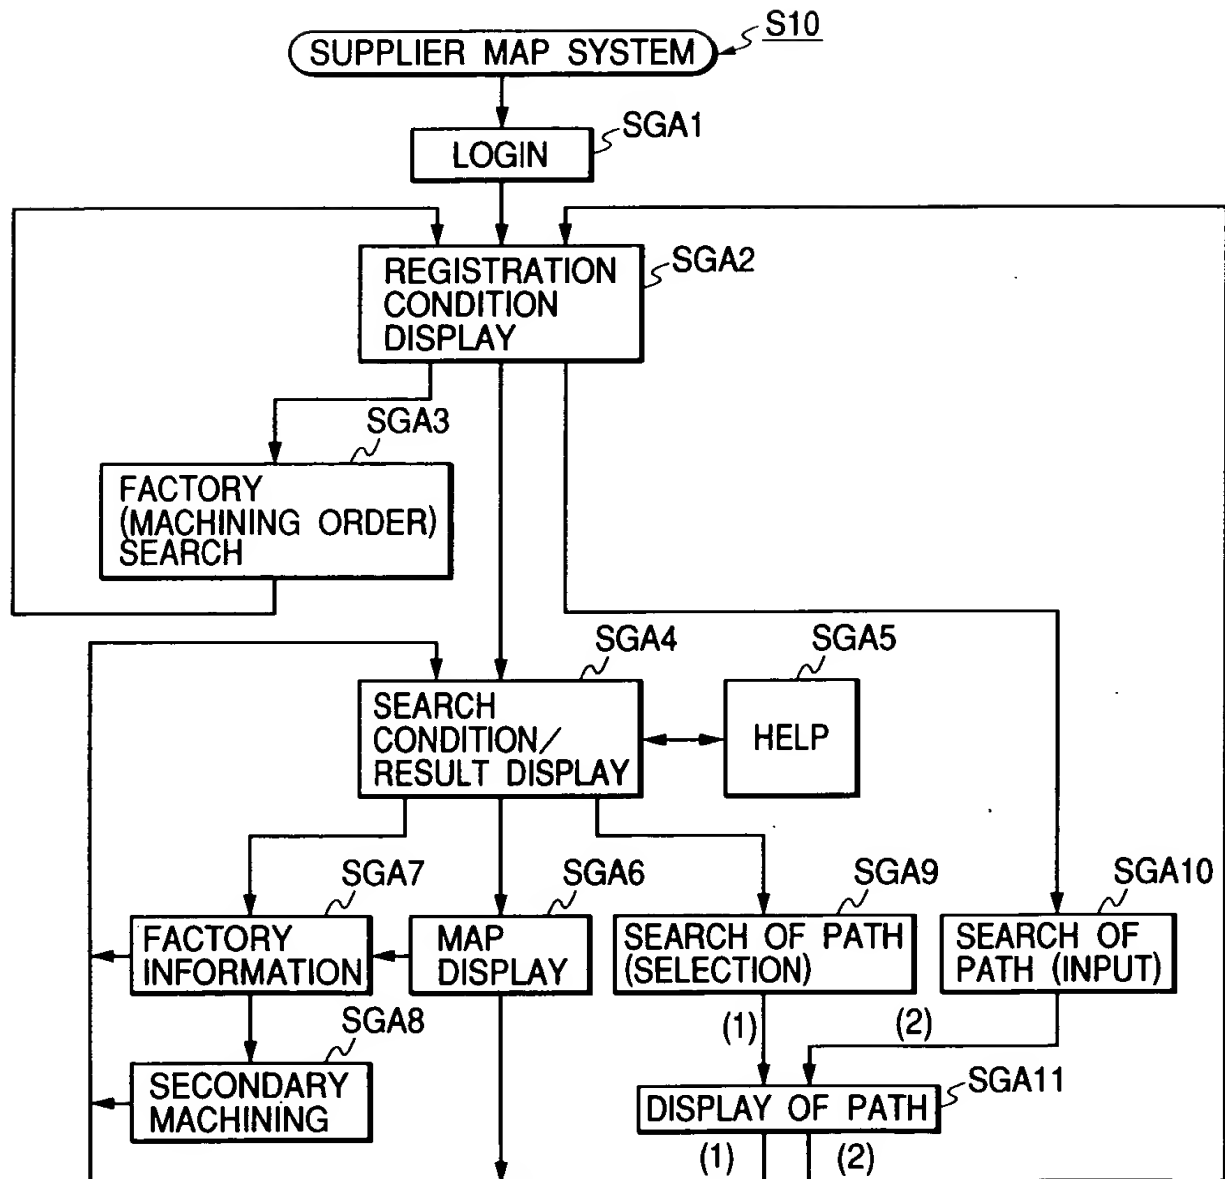 S10
SUPPLIER MAP SYSTEM
SGA1
LOGIN
SGA2
REGISTRATION
CONDITION
DISPLAY
SGA3
FACTORY
(MACHINING ORDER)
SEARCH
SGA4
SEARCH
CONDITION/
RESULT DISPLAY
SGA5
HELP
SGA7
FACTORY
INFORMATION
SGA6
MAP
DISPLAY
SGA9
SEARCH OF PATH
(SELECTION)
SGA10
SEARCH OF
PATH (INPUT)
(1)
(2)
SGA8
SECONDARY
MACHINING
SGA11
DISPLAY OF PATH
(1)
(2)